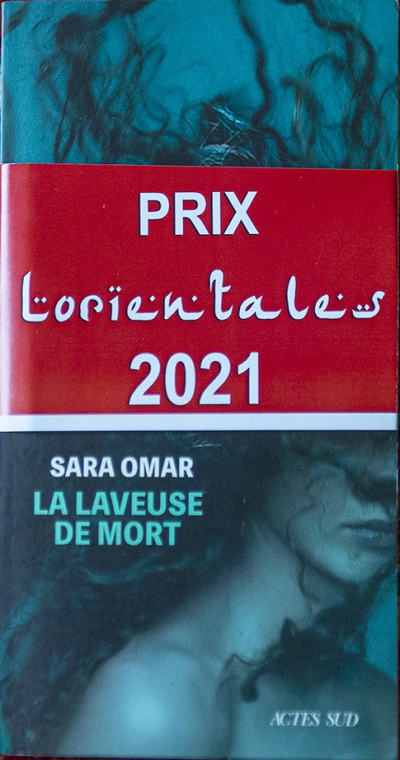 PRIX
Lorientales
2021
SARA OMAR
LA LAVEUSE
DE MORT
ACTES SUD